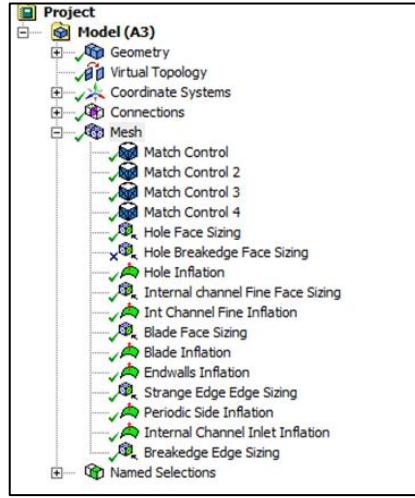 Project
Model (A3)
Geometry
Virtual Topology
Coordinate Systems
Connections
Mesh
Match Control
Match Control 2
Match Control 3
Match Control 4
Hole Face Sizing
Hole Breakedge Face Sizing
Hole Inflation
Internal channel Fine Face Sizing
Int Channel Fine Inflation
Blade Face Sizing
Blade Inflation
Endwalls Inflation
Strange Edge Edge Sizing
Periodic Side Inflation
Internal Channel Inlet Inflation
Breakedge Edge Sizing
Named Selections